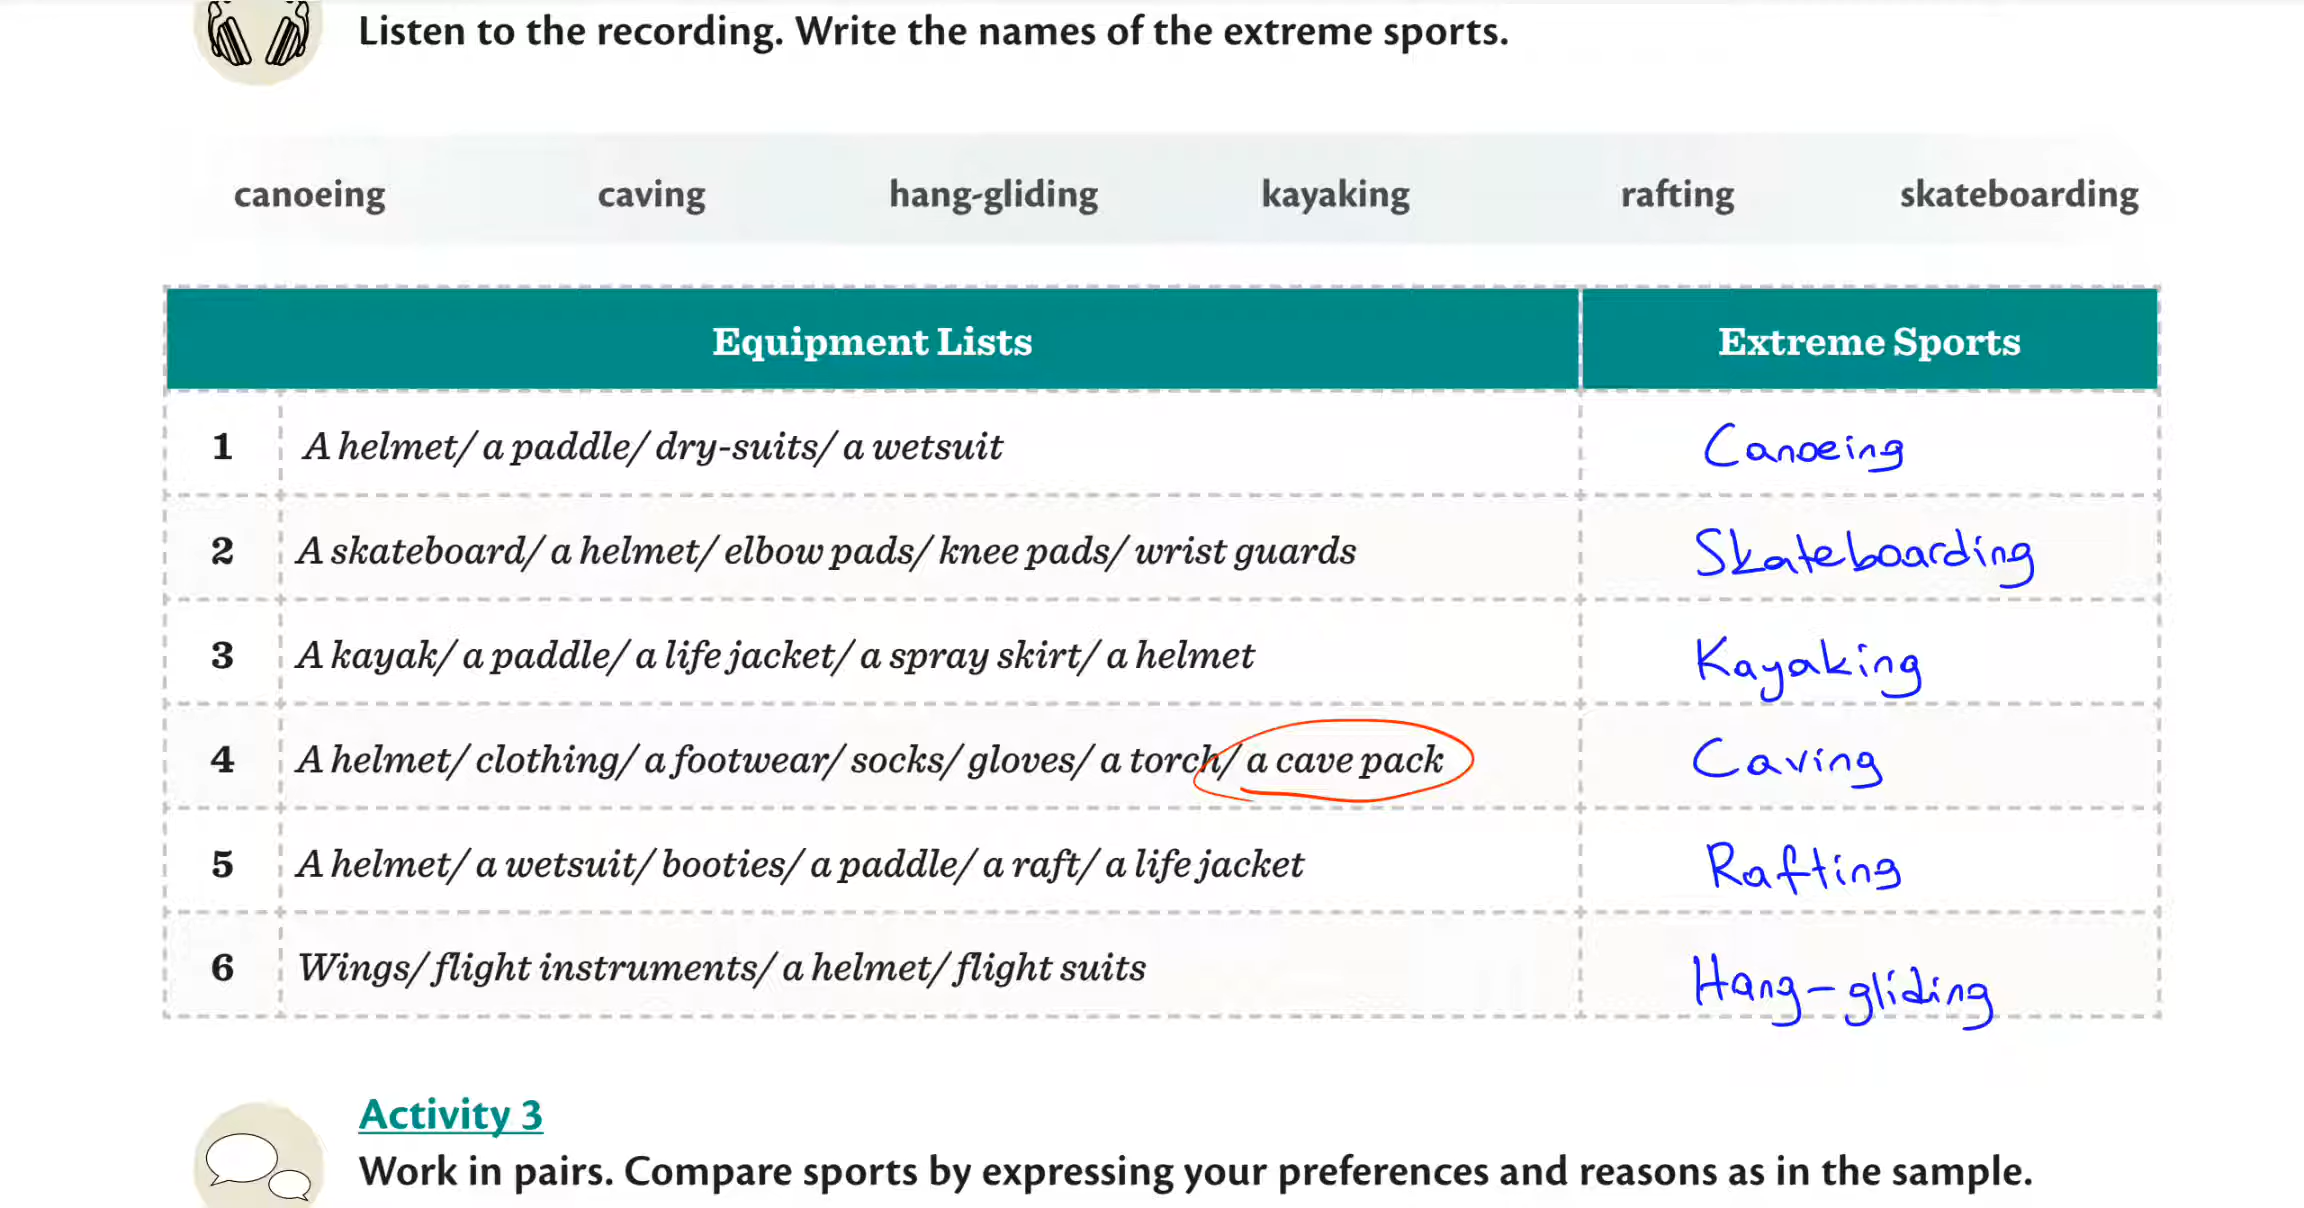 Listen to the recording. Write the names of the extreme sports.
canoeing caving hang-gliding kayaking rafting skateboarding
Equipment Lists Extreme Sports
1 A helmet/ a paddle/ dry-suits/ a wetsuit Canoeing
2 A skateboard/ a helmet/ elbow pads/ knee pads/ wrist guards Skateboarding
3 A kayak/ a paddle/ a life jacket/ a spray skirt/ a helmet Kayaking
4 A helmet/ clothing/ a footwear/ socks/ gloves/ a torch/ a cave pack Caving
5 A helmet/ a wetsuit/ booties/ a paddle/ a raft/ a life jacket Rafting
6 Wings/ flight instruments/ a helmet/ flight suits Hang-gliding
Activity 3
Work in pairs. Compare sports by expressing your preferences and reasons as in the sample.